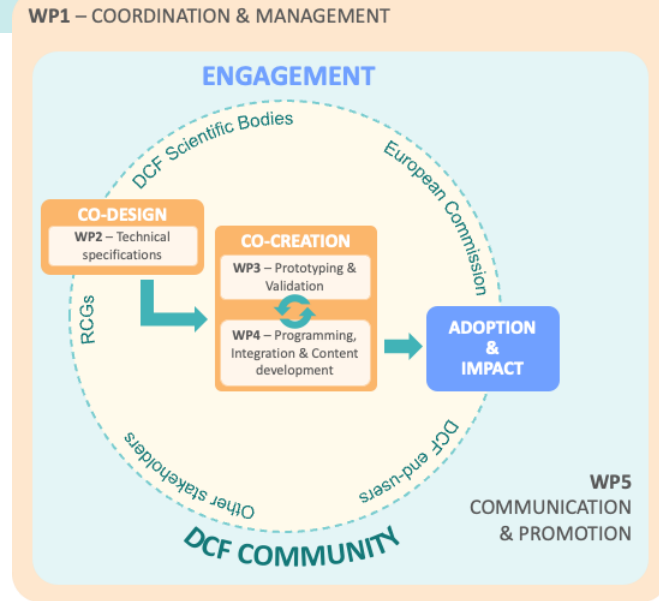 WP1 – COORDINATION & MANAGEMENT
ENGAGEMENT
DCF Scientific Bodies
European Commission
CO-DESIGN
WP2 – Technical
specifications
CO-CREATION
WP3 – Prototyping &
Validation
RCGs
WP4 – Programming,
Integration & Content
development
ADOPTION
&
IMPACT
Other stakeholders
DCF end-users
WP5
COMMUNICATION
& PROMOTION
DCF COMMUNITY